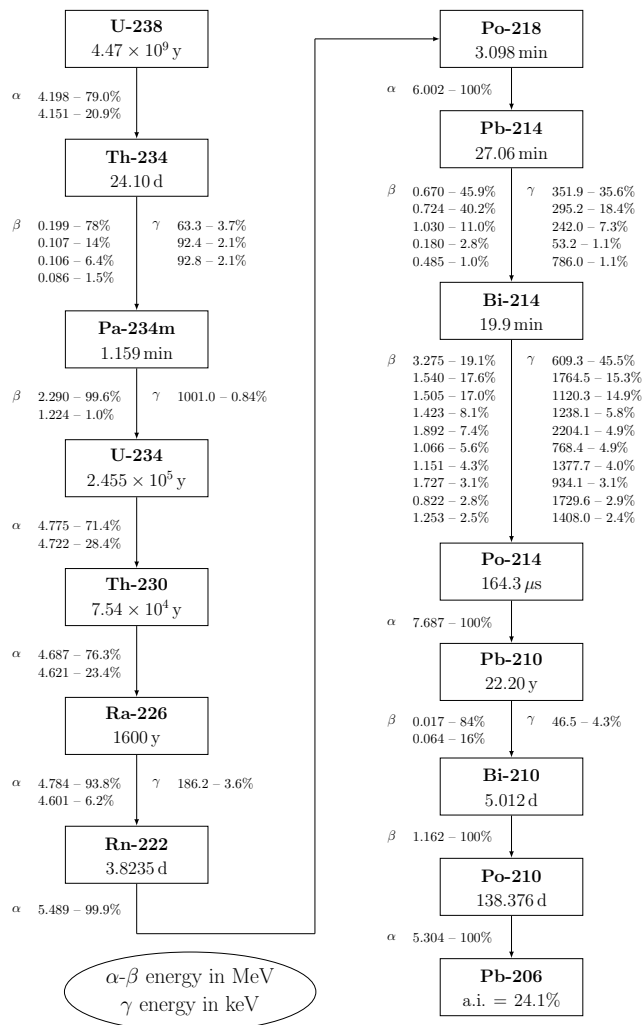 U-238
4.47 × 10⁹ y
α 4.198 – 79.0%
4.151 – 20.9%
Th-234
24.10 d
β 0.199 – 78% γ 63.3 – 3.7%
0.107 – 14% 92.4 – 2.1%
0.106 – 6.4% 92.8 – 2.1%
0.086 – 1.5%
Pa-234m
1.159 min
β 2.290 – 99.6% γ 1001.0 – 0.84%
1.224 – 1.0%
U-234
2.455 × 10⁵ y
α 4.775 – 71.4%
4.722 – 28.4%
Th-230
7.54 × 10⁴ y
α 4.687 – 76.3%
4.621 – 23.4%
Ra-226
1600 y
α 4.784 – 93.8% γ 186.2 – 3.6%
4.601 – 6.2%
Rn-222
3.8235 d
α 5.489 – 99.9%
α-β energy in MeV
γ energy in keV
Po-218
3.098 min
α 6.002 – 100%
Pb-214
27.06 min
β 0.670 – 45.9% γ 351.9 – 35.6%
0.724 – 40.2% 295.2 – 18.4%
1.030 – 11.0% 242.0 – 7.3%
0.180 – 2.8% 53.2 – 1.1%
0.485 – 1.0% 786.0 – 1.1%
Bi-214
19.9 min
β 3.275 – 19.1% γ 609.3 – 45.5%
1.540 – 17.6% 1764.5 – 15.3%
1.505 – 17.0% 1120.3 – 14.9%
1.423 – 8.1% 1238.1 – 5.8%
1.892 – 7.4% 2204.1 – 4.9%
1.066 – 5.6% 768.4 – 4.9%
1.151 – 4.3% 1377.7 – 4.0%
1.727 – 3.1% 934.1 – 3.1%
0.822 – 2.8% 1729.6 – 2.9%
1.253 – 2.5% 1408.0 – 2.4%
Po-214
164.3 μs
α 7.687 – 100%
Pb-210
22.20 y
β 0.017 – 84% γ 46.5 – 4.3%
0.064 – 16%
Bi-210
5.012 d
β 1.162 – 100%
Po-210
138.376 d
α 5.304 – 100%
Pb-206
a.i. = 24.1%